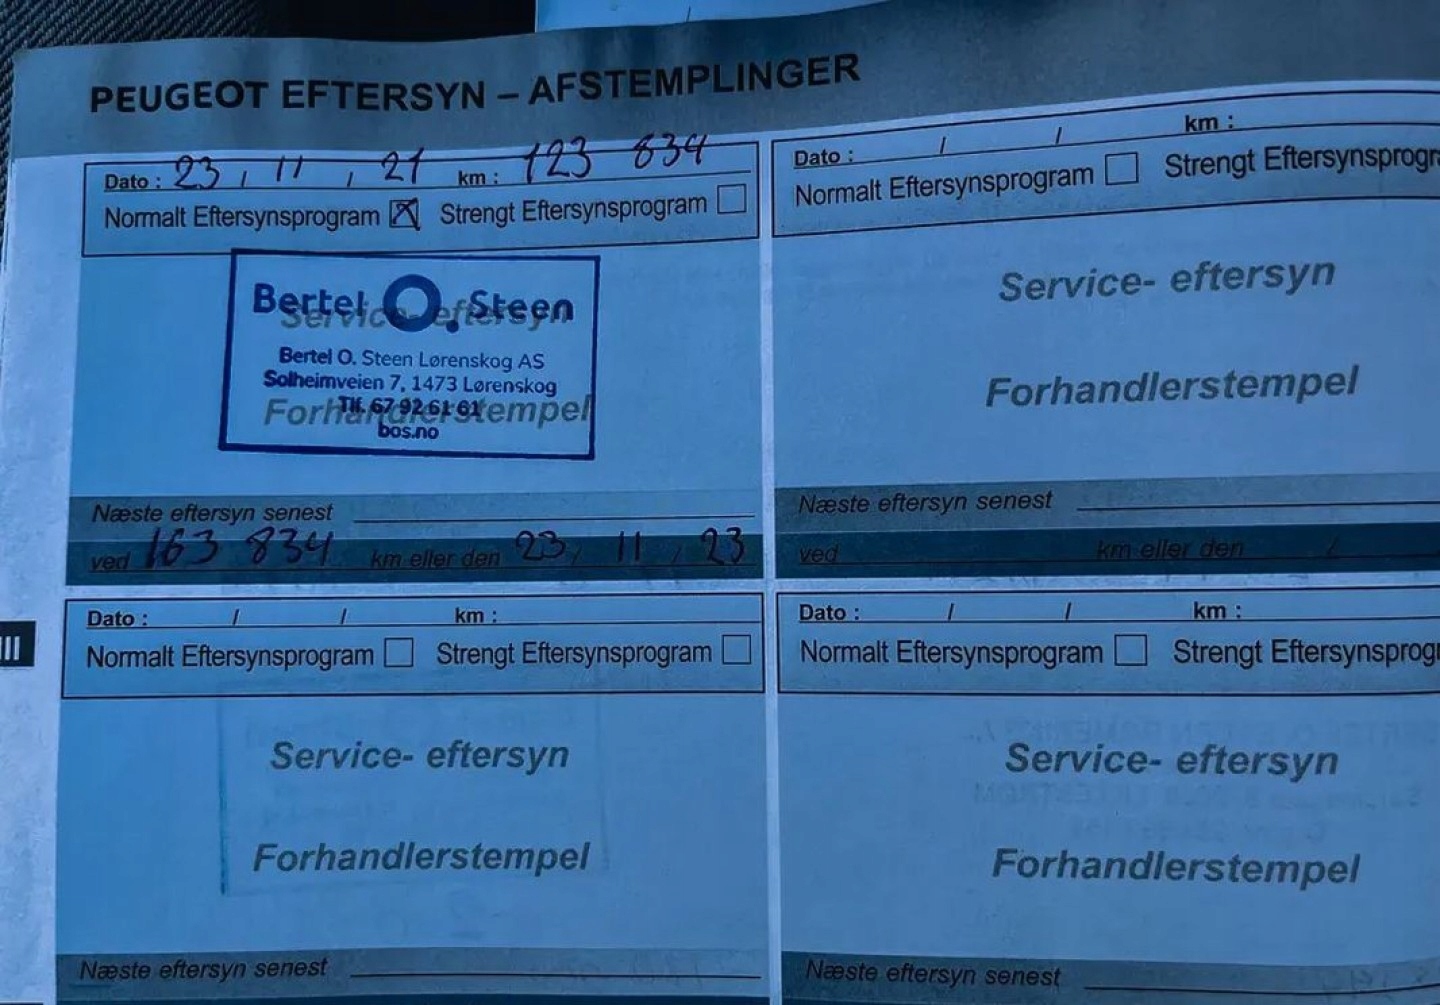 PEUGEOT EFTERSYN – AFSTEMPLINGER
Dato : 23 / 11 / 21 km : 123 834
Normalt Eftersynsprogram ☒ Strengt Eftersynsprogram ☐
Bertel O. Steen
Service- eftersyn
Bertel O. Steen Lørenskog AS
Solheimveien 7, 1473 Lørenskog
Tlf. 67 92 61 61
Forhandlerstempel
bos.no
Næste eftersyn senest
ved 163 834 km eller den 23 / 11 / 23
Dato : / / km :
Normalt Eftersynsprogram ☐ Strengt Eftersynsprogr
Service- eftersyn
Forhandlerstempel
Næste eftersyn senest
ved km eller den /
III
Dato : / / km :
Normalt Eftersynsprogram ☐ Strengt Eftersynsprogram ☐
Service- eftersyn
Forhandlerstempel
Næste eftersyn senest
Dato : / / km :
Normalt Eftersynsprogram ☐ Strengt Eftersynsprog
Service- eftersyn
Forhandlerstempel
Næste eftersyn senest